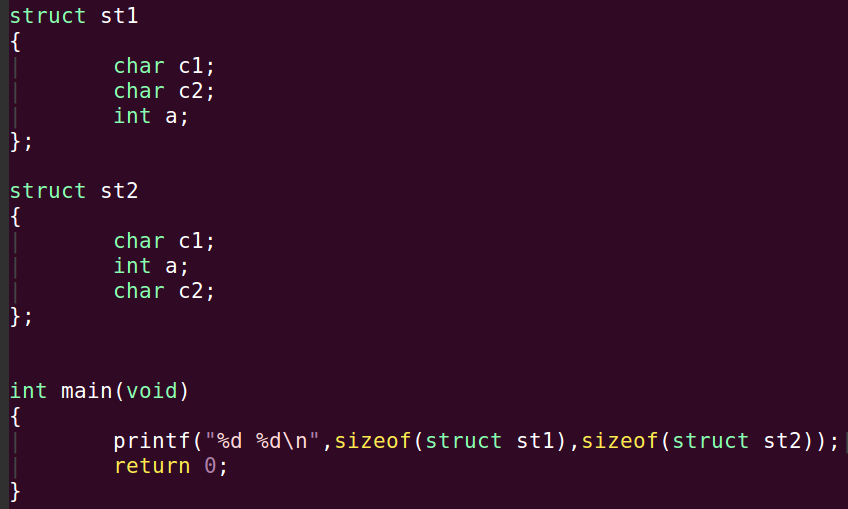 struct st1
{
        char c1;
        char c2;
        int a;
};

struct st2
{
        char c1;
        int a;
        char c2;
};


int main(void)
{
        printf("%d %d\n",sizeof(struct st1),sizeof(struct st2));
        return 0;
}